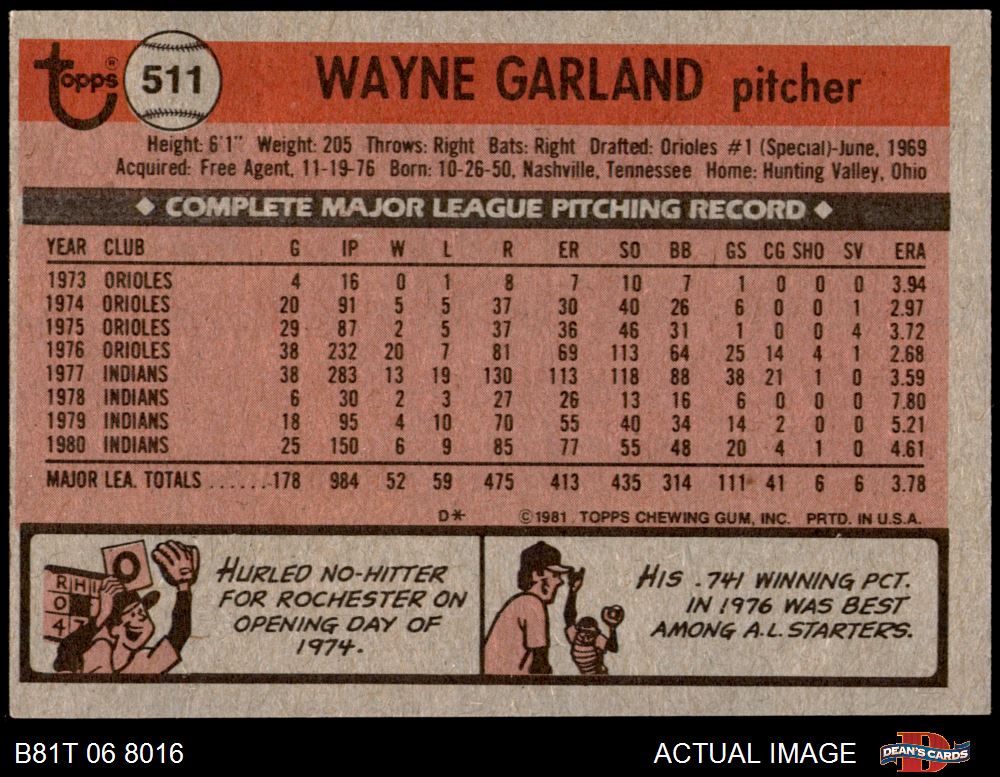 topps®
511
WAYNE GARLAND pitcher
Height: 6'1" Weight: 205 Throws: Right Bats: Right Drafted: Orioles #1 (Special)-June, 1969
Acquired: Free Agent, 11-19-76 Born: 10-26-50, Nashville, Tennessee Home: Hunting Valley, Ohio
◆ COMPLETE MAJOR LEAGUE PITCHING RECORD ◆
YEAR CLUB G IP W L R ER SO BB GS CG SHO SV ERA
1973 ORIOLES 4 16 0 1 8 7 10 7 1 0 0 0 3.94
1974 ORIOLES 20 91 5 5 37 30 40 26 6 0 0 1 2.97
1975 ORIOLES 29 87 2 5 37 36 46 31 1 0 0 4 3.72
1976 ORIOLES 38 232 20 7 81 69 113 64 25 14 4 1 2.68
1977 INDIANS 38 283 13 19 130 113 118 88 38 21 1 0 3.59
1978 INDIANS 6 30 2 3 27 26 13 16 6 0 0 0 7.80
1979 INDIANS 18 95 4 10 70 55 40 34 14 2 0 0 5.21
1980 INDIANS 25 150 6 9 85 77 55 48 20 4 1 0 4.61
MAJOR LEA. TOTALS .......178 984 52 59 475 413 435 314 111 41 6 6 3.78
D* ©1981 TOPPS CHEWING GUM, INC. PRTD. IN U.S.A.
R H
0
0
4 7
HURLED NO-HITTER
FOR ROCHESTER ON
OPENING DAY OF
1974.
HIS .741 WINNING PCT.
IN 1976 WAS BEST
AMONG A.L. STARTERS.
B81T 06 8016
ACTUAL IMAGE
DEAN'S CARDS